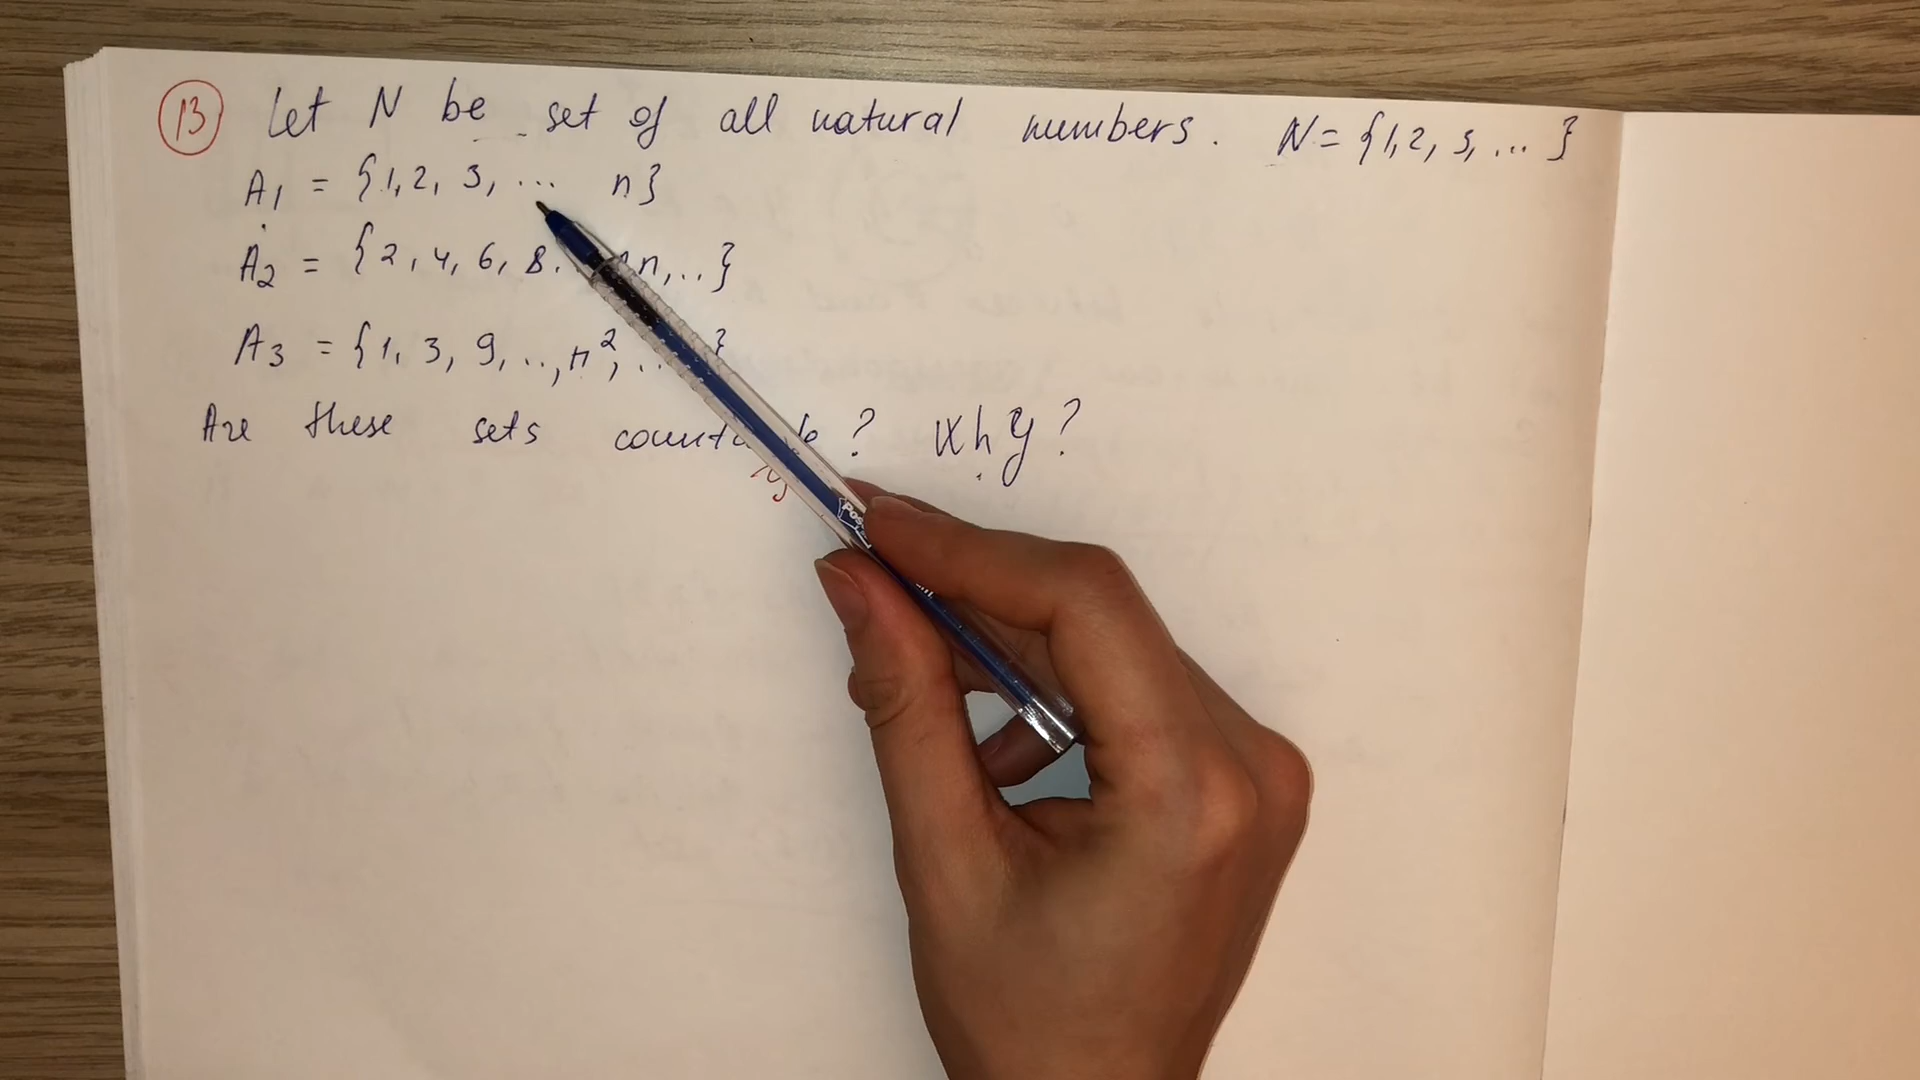 13 Let N be set of all natural numbers. N = {1, 2, 3, ... }
A1 = {1, 2, 3, ... n}
A2 = {2, 4, 6, 8. n, .. }
A3 = {1, 3, 9, .., n², .. }
Are these sets ? Why?
Pos